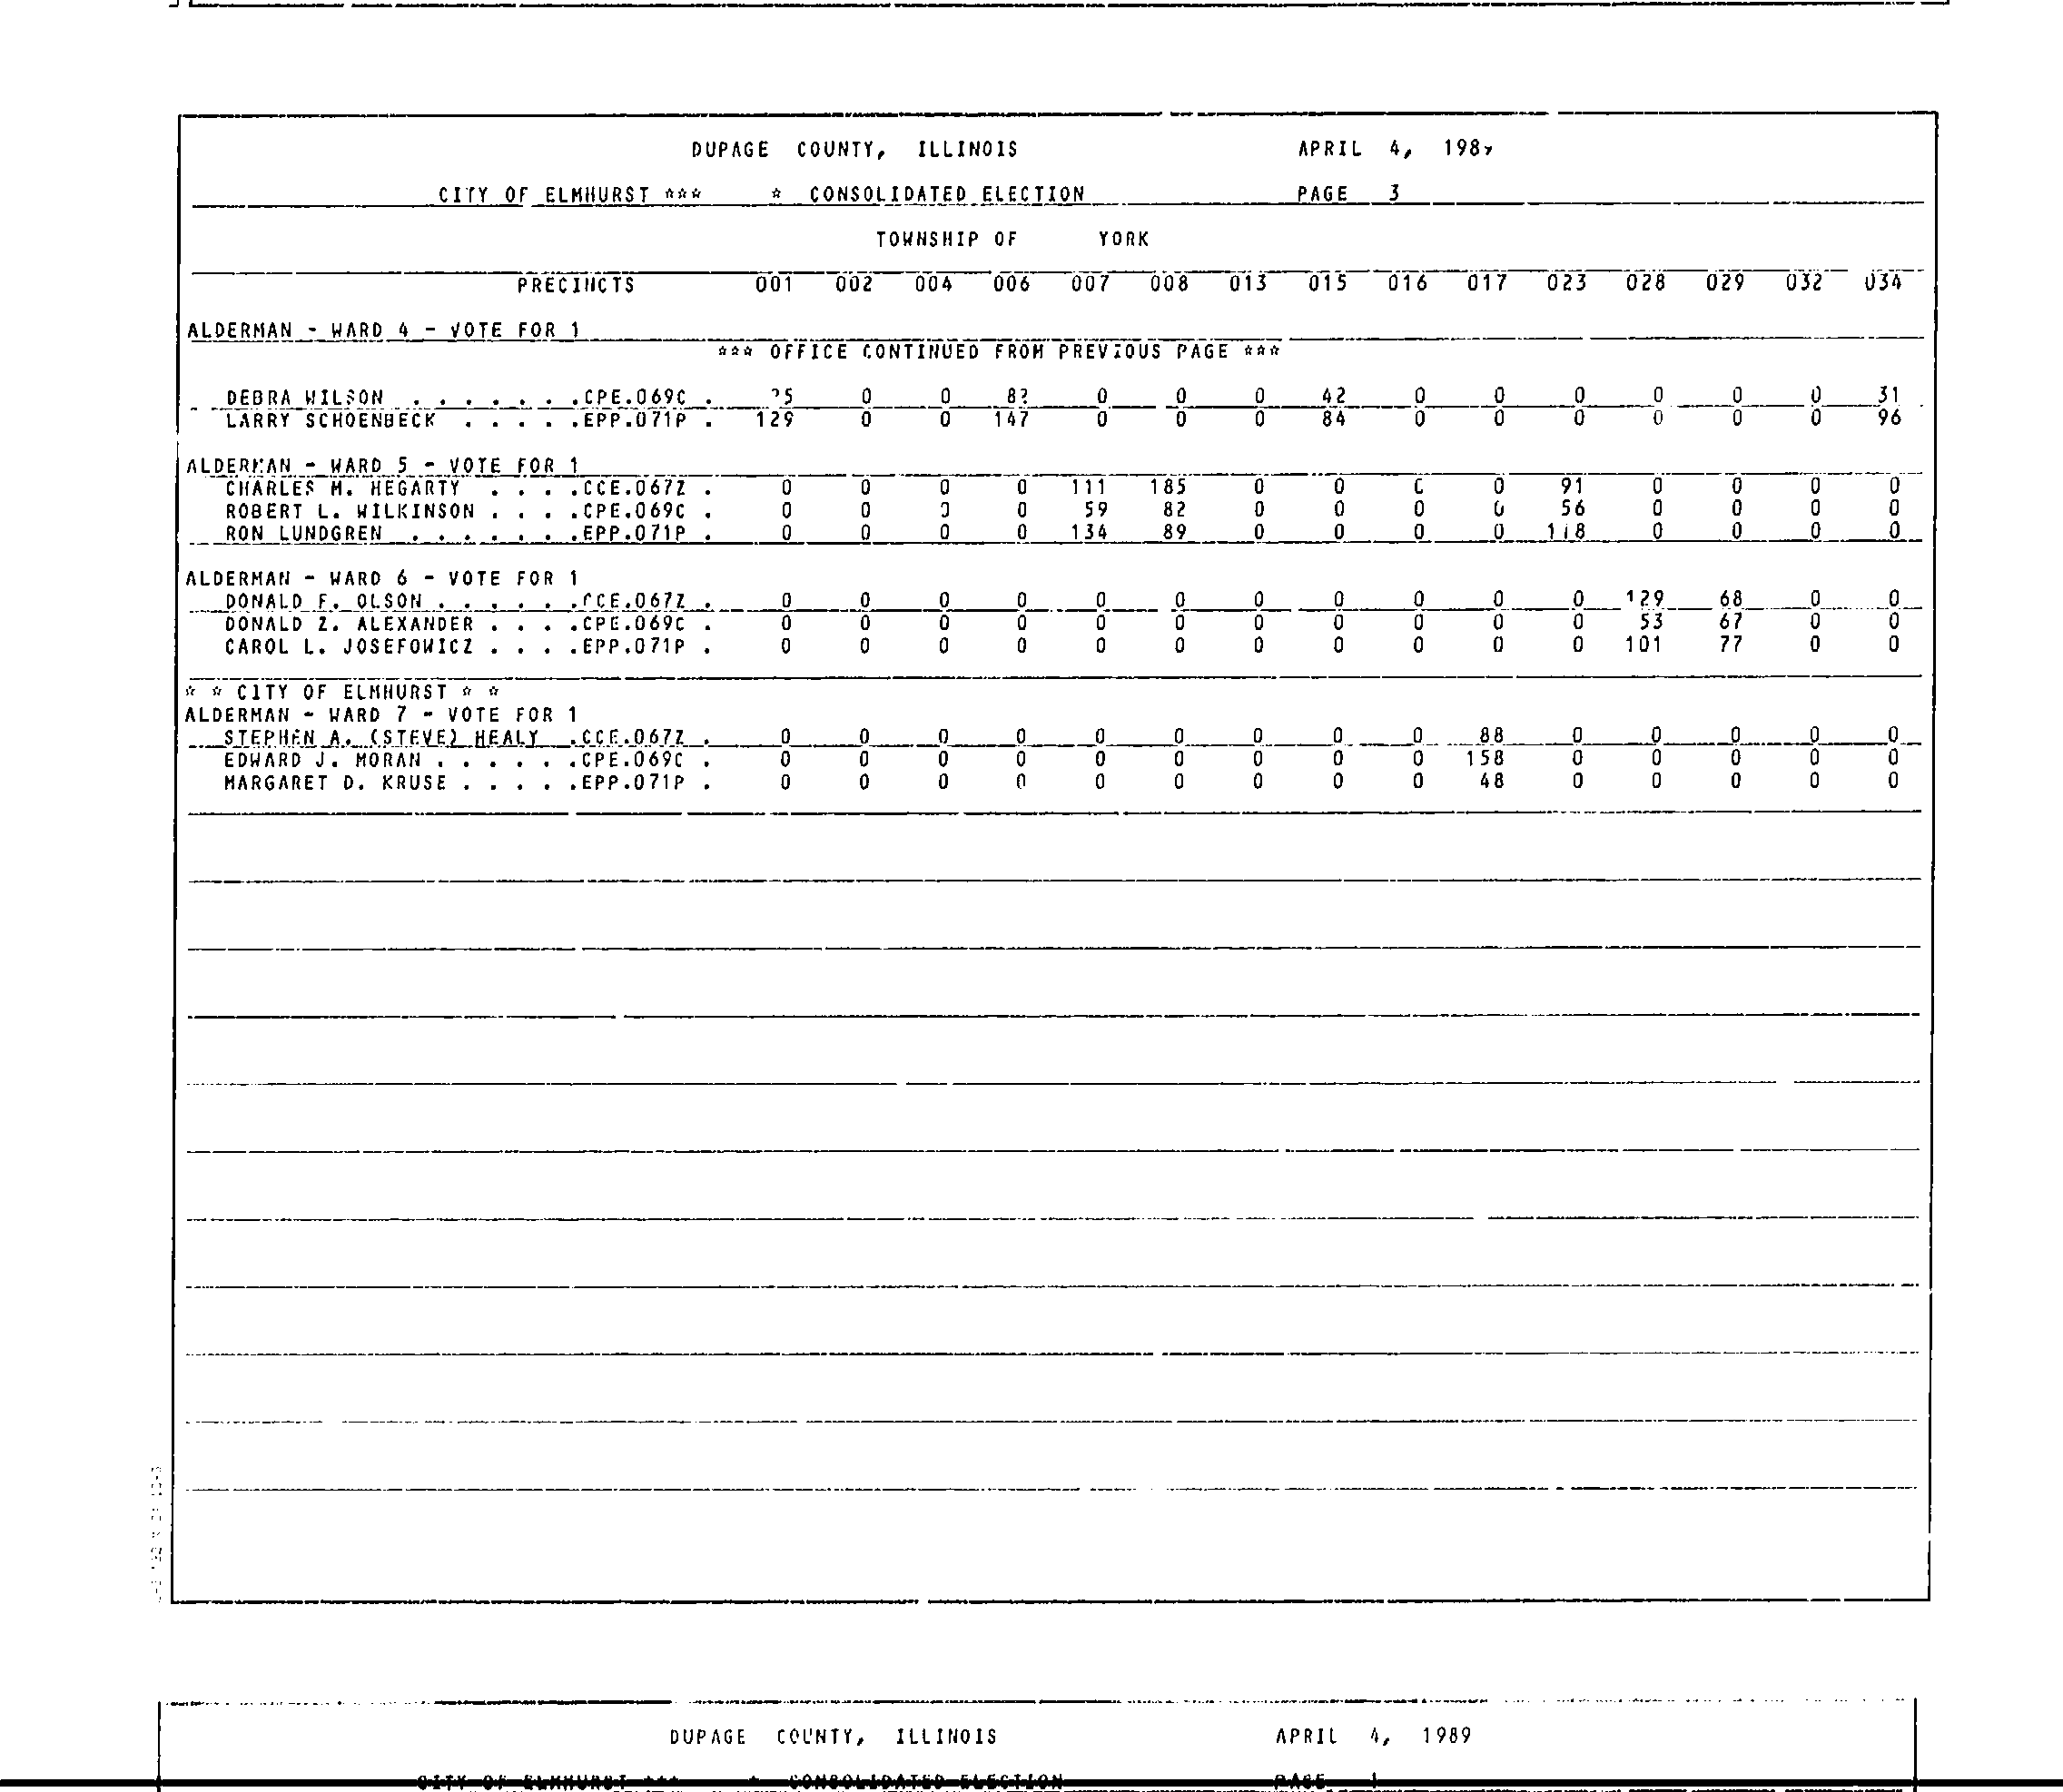 DUPAGE COUNTY, ILLINOIS APRIL 4,
CITY OF ELMHURST *** * CONSOLIDATED ELECTION PAGE 3
TOWNSHIP OF YORK
PRECINCTS 001 002 004 006 007 008 013 015 016 017 023 028 029 032 034
ALDERMAN - WARD 4 - VOTE FOR 1
*** OFFICE CONTINUED FROM PREVIOUS PAGE ***
DEBRA WILSON . . . . . . .CPE.069C . 0 0 0 0 0 42 0 0 0 0 0 0 31
LARRY SCHOENBECK . . . . .EPP.071P . 129 0 0 147 0 0 0 84 0 0 0 0 0 0 96
ALDERMAN - WARD 5 - VOTE FOR 1
CHARLES M. HEGARTY . . . .CCE.067Z . 0 0 0 0 111 185 0 0 0 0 91 0 0 0 0
ROBERT L. WILKINSON . . . .CPE.069C . 0 0 0 0 59 82 0 0 0 0 56 0 0 0 0
RON LUNDGREN . . . . . . .EPP.071P . 0 0 0 0 134 89 0 0 0 0 118 0 0 0 0
ALDERMAN - WARD 6 - VOTE FOR 1
DONALD F. OLSON . . . . . .CCE.067Z . 0 0 0 0 0 0 0 0 0 0 0 129 68 0 0
DONALD Z. ALEXANDER . . . .CPE.069C . 0 0 0 0 0 0 0 0 0 0 0 53 67 0 0
CAROL L. JOSEFOWICZ . . . .EPP.071P . 0 0 0 0 0 0 0 0 0 0 0 101 77 0 0
* * CITY OF ELMHURST * *
ALDERMAN - WARD 7 - VOTE FOR 1
STEPHEN A. (STEVE) HEALY .CCE.067Z . 0 0 0 0 0 0 0 0 0 88 0 0 0 0 0
EDWARD J. MORAN . . . . . .CPE.069C . 0 0 0 0 0 0 0 0 0 158 0 0 0 0 0
MARGARET D. KRUSE . . . . .EPP.071P . 0 0 0 0 0 0 0 0 0 48 0 0 0 0 0
DUPAGE COUNTY, ILLINOIS APRIL 4, 1989
CITY OF ELMHURST *** * CONSOLIDATED ELECTION PAGE 1